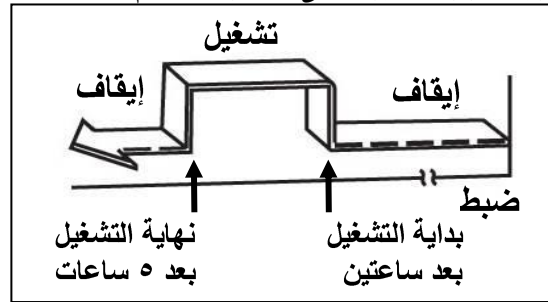 تشغيل
إيقاف
إيقاف
ضبط
بداية التشغيل
بعد ساعتين
نهاية التشغيل
بعد ٥ ساعات